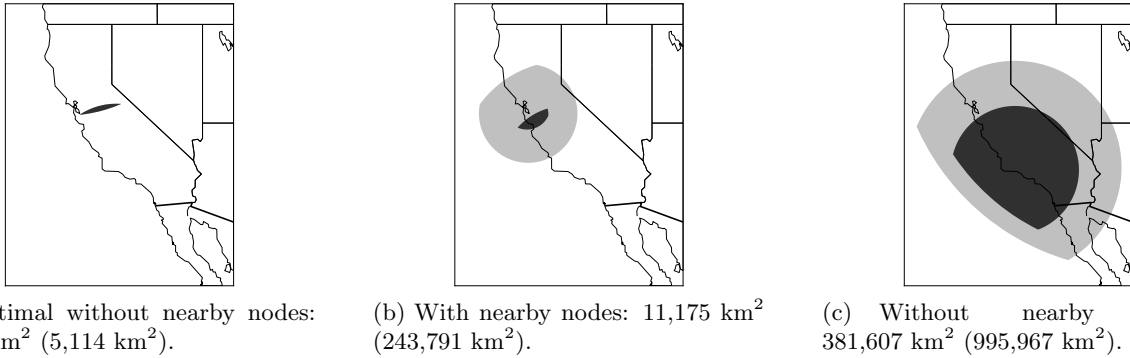 timal without nearby nodes:
m² (5,114 km²).
(b) With nearby nodes: 11,175 km²
(243,791 km²).
(c) Without nearby
381,607 km² (995,967 km²).